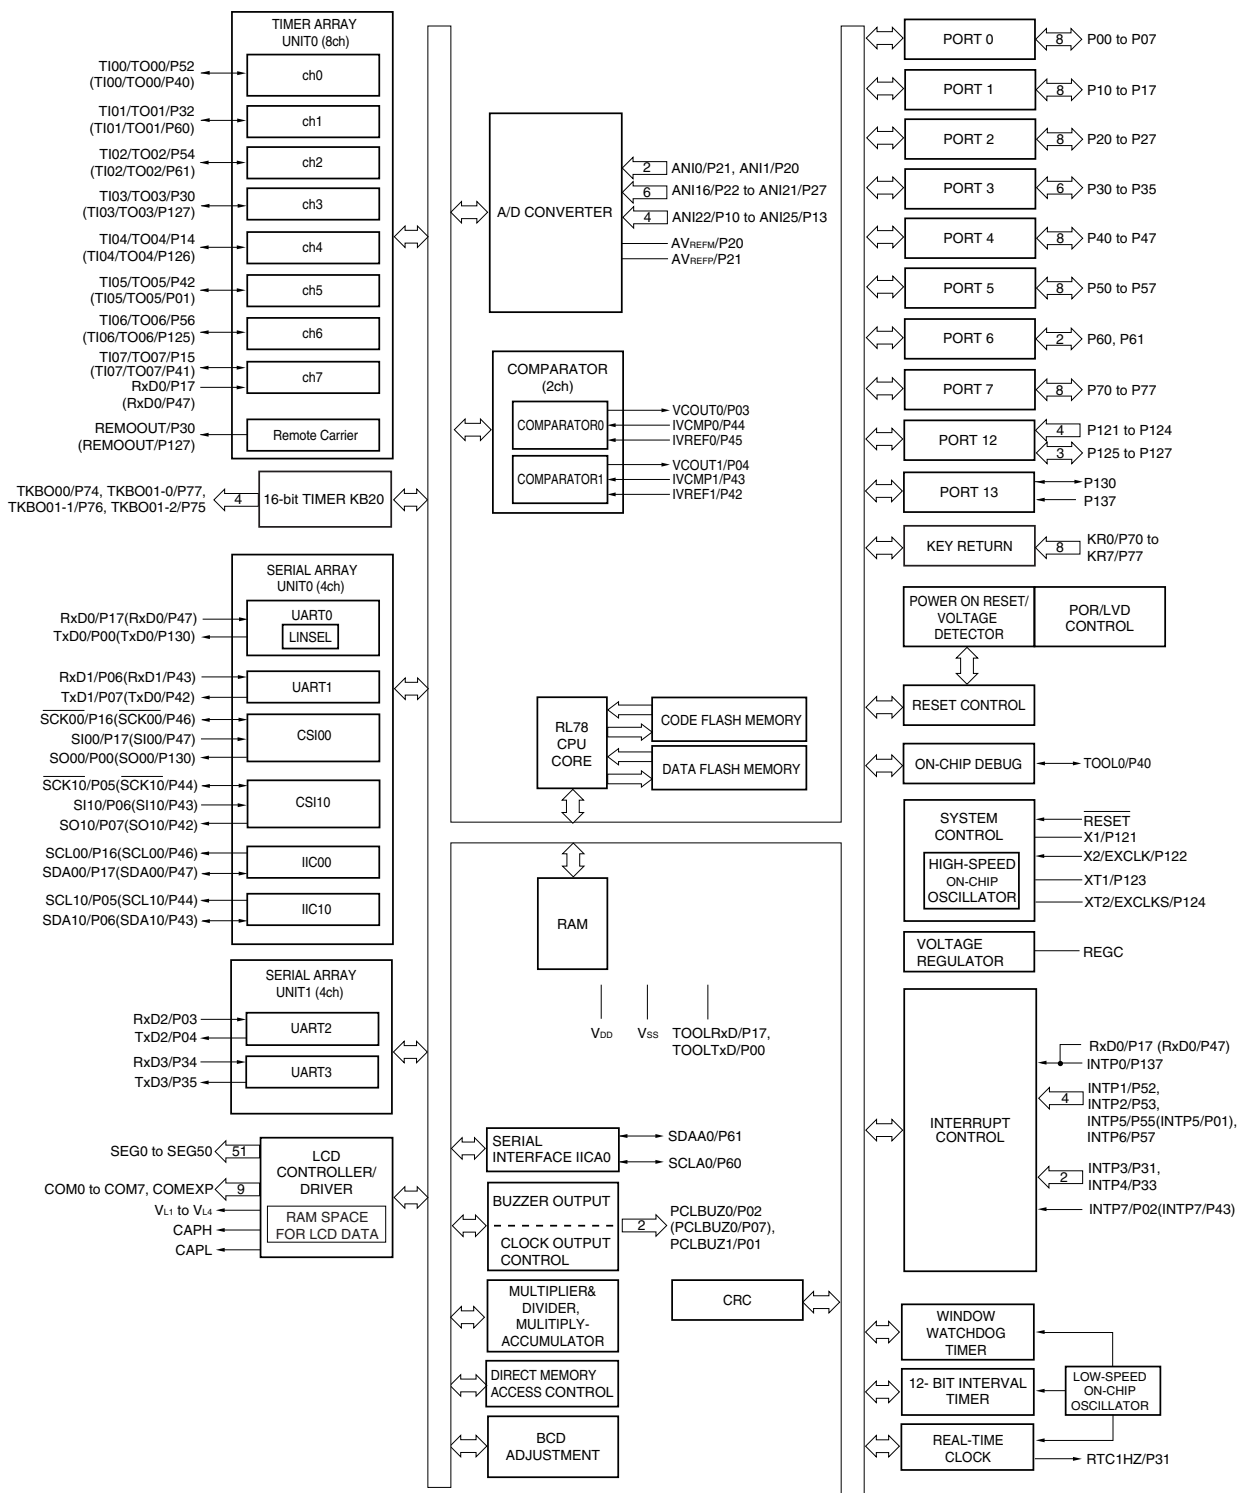 TIMER ARRAY
UNIT0 (8ch)
TI00/TO00/P52
(TI00/TO00/P40)
ch0
TI01/TO01/P32
(TI01/TO01/P60)
ch1
TI02/TO02/P54
(TI02/TO02/P61)
ch2
TI03/TO03/P30
(TI03/TO03/P127)
ch3
TI04/TO04/P14
(TI04/TO04/P126)
ch4
TI05/TO05/P42
(TI05/TO05/P01)
ch5
TI06/TO06/P56
(TI06/TO06/P125)
ch6
TI07/TO07/P15
(TI07/TO07/P41)
RxD0/P17
(RxD0/P47)
ch7
REMOOUT/P30
(REMOOUT/P127)
Remote Carrier
TKBO00/P74, TKBO01-0/P77,
TKBO01-1/P76, TKBO01-2/P75
4
16-bit TIMER KB20
SERIAL ARRAY
UNIT0 (4ch)
RxD0/P17(RxD0/P47)
TxD0/P00(TxD0/P130)
UART0
LINSEL
RxD1/P06(RxD1/P43)
TxD1/P07(TxD0/P42)
UART1
SCK00/P16(SCK00/P46)
SI00/P17(SI00/P47)
SO00/P00(SO00/P130)
CSI00
SCK10/P05(SCK10/P44)
SI10/P06(SI10/P43)
SO10/P07(SO10/P42)
CSI10
SCL00/P16(SCL00/P46)
SDA00/P17(SDA00/P47)
IIC00
SCL10/P05(SCL10/P44)
SDA10/P06(SDA10/P43)
IIC10
SERIAL ARRAY
UNIT1 (4ch)
RxD2/P03
TxD2/P04
UART2
RxD3/P34
TxD3/P35
UART3
SEG0 to SEG50
51
COM0 to COM7, COMEXP
9
VL1 to VL4
CAPH
CAPL
LCD
CONTROLLER/
DRIVER
RAM SPACE
FOR LCD DATA
A/D CONVERTER
2
ANI0/P21, ANI1/P20
6
ANI16/P22 to ANI21/P27
4
ANI22/P10 to ANI25/P13
AVREFM/P20
AVREFP/P21
COMPARATOR
(2ch)
COMPARATOR0
VCOUT0/P03
IVCMP0/P44
IVREF0/P45
COMPARATOR1
VCOUT1/P04
IVCMP1/P43
IVREF1/P42
RL78
CPU
CORE
CODE FLASH MEMORY
DATA FLASH MEMORY
RAM
VDD
VSS
TOOLRxD/P17,
TOOLTxD/P00
SERIAL
INTERFACE IICA0
SDAA0/P61
SCLA0/P60
BUZZER OUTPUT
CLOCK OUTPUT
CONTROL
2
PCLBUZ0/P02
(PCLBUZ0/P07),
PCLBUZ1/P01
MULTIPLIER&
DIVIDER,
MULITIPLY-
ACCUMULATOR
DIRECT MEMORY
ACCESS CONTROL
BCD
ADJUSTMENT
CRC
PORT 0
8
P00 to P07
PORT 1
8
P10 to P17
PORT 2
8
P20 to P27
PORT 3
6
P30 to P35
PORT 4
8
P40 to P47
PORT 5
8
P50 to P57
PORT 6
2
P60, P61
PORT 7
8
P70 to P77
PORT 12
4
P121 to P124
3
P125 to P127
PORT 13
P130
P137
KEY RETURN
8
KR0/P70 to
KR7/P77
POWER ON RESET/
VOLTAGE
DETECTOR
POR/LVD
CONTROL
RESET CONTROL
ON-CHIP DEBUG
TOOL0/P40
SYSTEM
CONTROL
HIGH-SPEED
ON-CHIP
OSCILLATOR
RESET
X1/P121
X2/EXCLK/P122
XT1/P123
XT2/EXCLKS/P124
VOLTAGE
REGULATOR
REGC
INTERRUPT
CONTROL
RxD0/P17 (RxD0/P47)
INTP0/P137
4
INTP1/P52,
INTP2/P53,
INTP5/P55(INTP5/P01),
INTP6/P57
2
INTP3/P31,
INTP4/P33
INTP7/P02(INTP7/P43)
WINDOW
WATCHDOG
TIMER
12- BIT INTERVAL
TIMER
LOW-SPEED
ON-CHIP
OSCILLATOR
REAL-TIME
CLOCK
RTC1HZ/P31